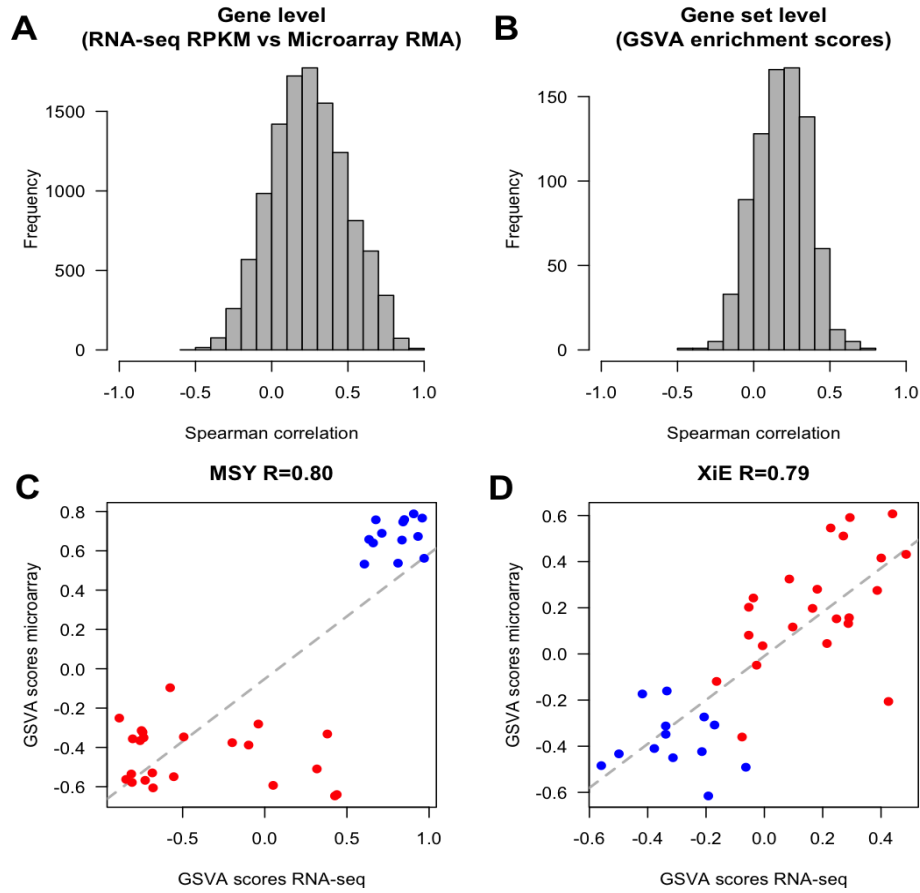 A
Gene level
(RNA-seq RPKM vs Microarray RMA)
Frequency
1500
1000
500
0
-1.0 -0.5 0.0 0.5 1.0
Spearman correlation
B
Gene set level
(GSVA enrichment scores)
Frequency
150
100
50
0
-1.0 -0.5 0.0 0.5 1.0
Spearman correlation
C
MSY R=0.80
GSVA scores microarray
0.8
0.6
0.4
0.2
0.0
-0.2
-0.4
-0.6
-0.5 0.0 0.5 1.0
GSVA scores RNA-seq
D
XiE R=0.79
GSVA scores microarray
0.6
0.4
0.2
0.0
-0.2
-0.4
-0.6
-0.6 -0.4 -0.2 0.0 0.2 0.4
GSVA scores RNA-seq